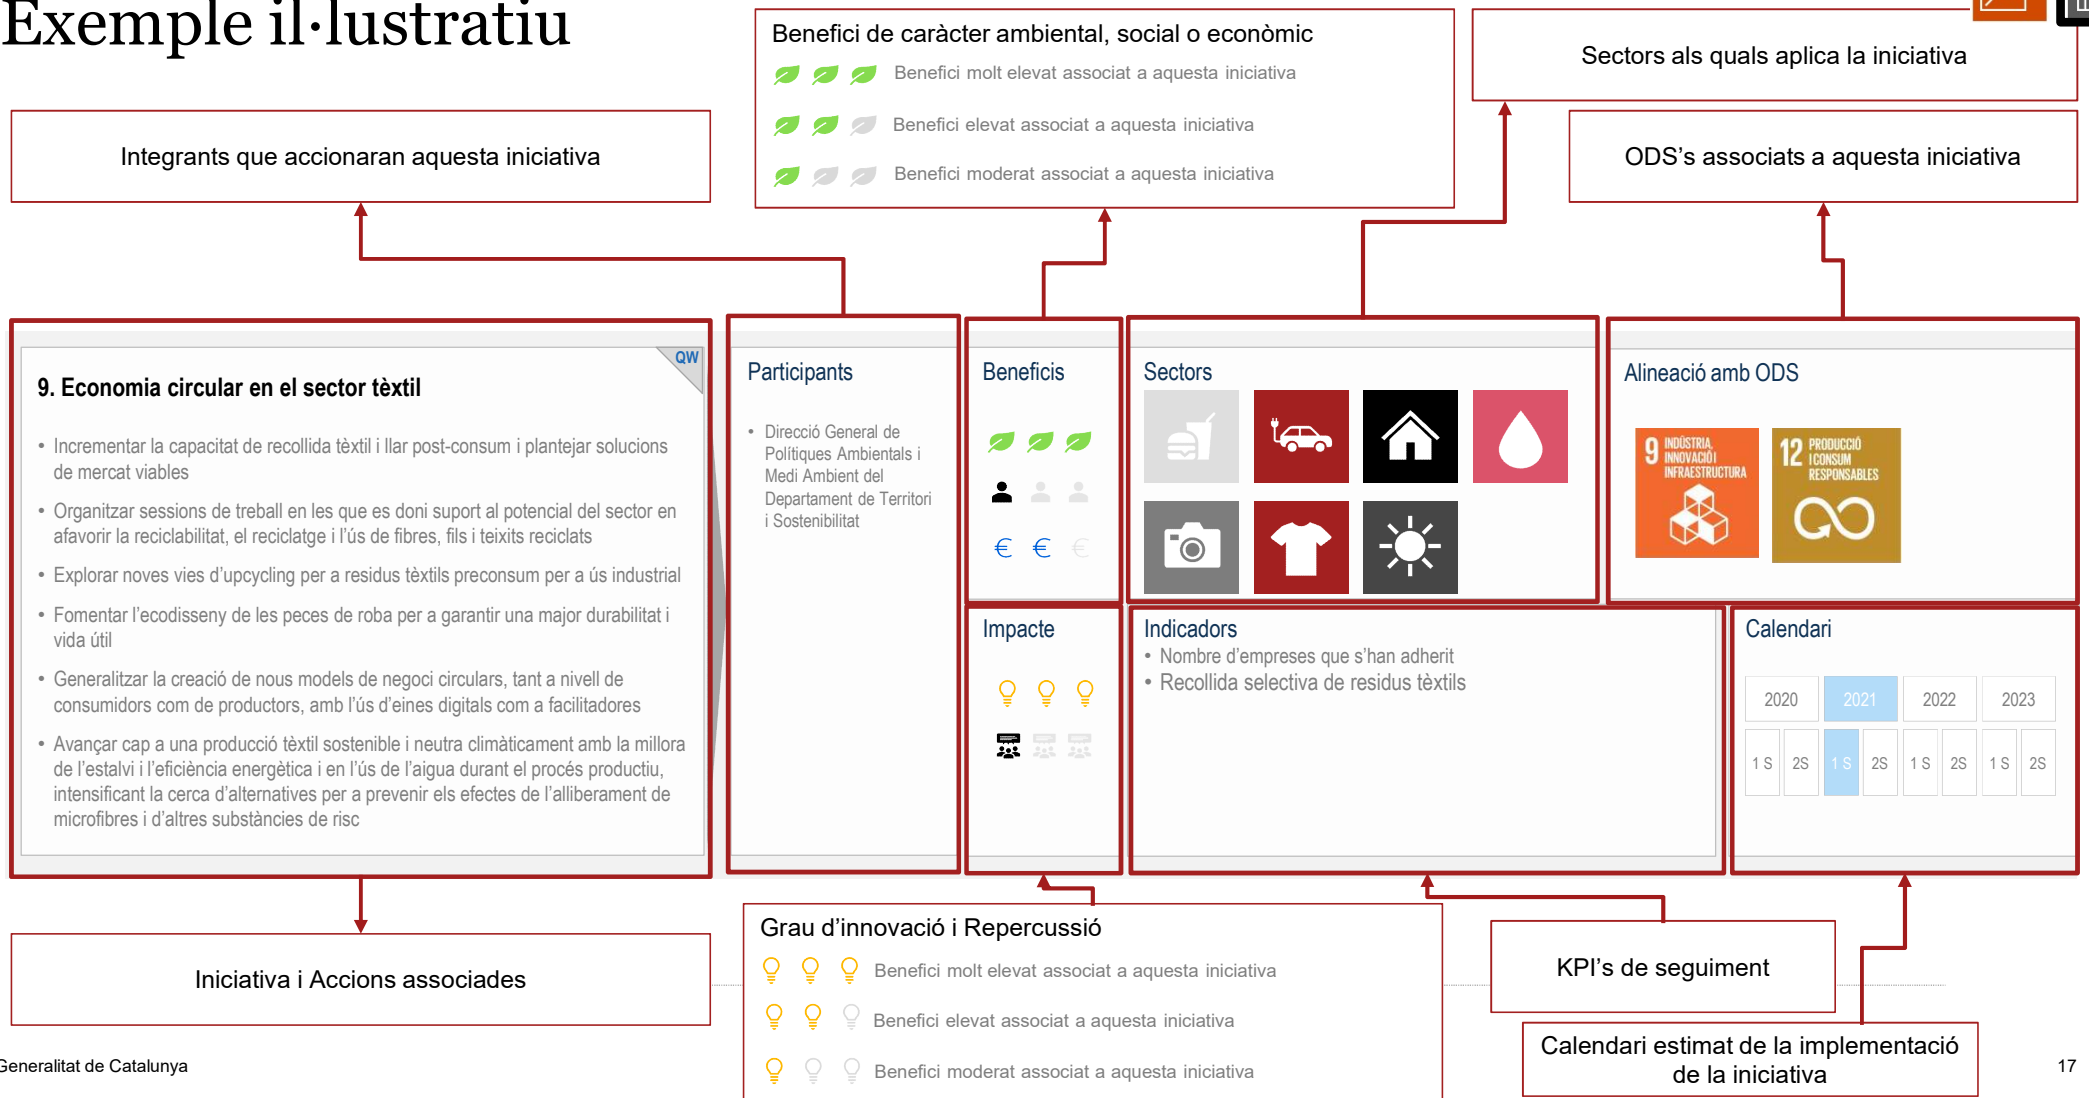 Exemple il·lustratiu
Benefici de caràcter ambiental, social o econòmic
Benefici molt elevat associat a aquesta iniciativa
Benefici elevat associat a aquesta iniciativa
Benefici moderat associat a aquesta iniciativa
Sectors als quals aplica la iniciativa
Integrants que accionaran aquesta iniciativa
ODS's associats a aquesta iniciativa
QW
9. Economia circular en el sector tèxtil
• Incrementar la capacitat de recollida tèxtil i llar post-consum i plantejar solucions
de mercat viables
• Organitzar sessions de treball en les que es doni suport al potencial del sector en
afavorir la reciclabilitat, el reciclatge i l'ús de fibres, fils i teixits reciclats
• Explorar noves vies d'upcycling per a residus tèxtils preconsum per a ús industrial
• Fomentar l'ecodisseny de les peces de roba per a garantir una major durabilitat i
vida útil
• Generalitzar la creació de nous models de negoci circulars, tant a nivell de
consumidors com de productors, amb l'ús d'eines digitals com a facilitadores
• Avançar cap a una producció tèxtil sostenible i neutra climàticament amb la millora
de l'estalvi i l'eficiència energètica i en l'ús de l'aigua durant el procés productiu,
intensificant la cerca d'alternatives per a prevenir els efectes de l'alliberament de
microfibres i d'altres substàncies de risc
Participants
• Direcció General de
Polítiques Ambientals i
Medi Ambient del
Departament de Territori
i Sostenibilitat
Beneficis
€ € €
Sectors
Alineació amb ODS
9 INDÚSTRIA,
INNOVACIÓ I
INFRAESTRUCTURA
12 PRODUCCIÓ
I CONSUM
RESPONSABLES
Impacte
Indicadors
• Nombre d'empreses que s'han adherit
• Recollida selectiva de residus tèxtils
Calendari
2020 2021 2022 2023
1 S 2S 1 S 2S 1 S 2S 1 S 2S
Iniciativa i Accions associades
Grau d'innovació i Repercussió
Benefici molt elevat associat a aquesta iniciativa
Benefici elevat associat a aquesta iniciativa
Benefici moderat associat a aquesta iniciativa
KPI's de seguiment
Calendari estimat de la implementació
de la iniciativa
Generalitat de Catalunya
17